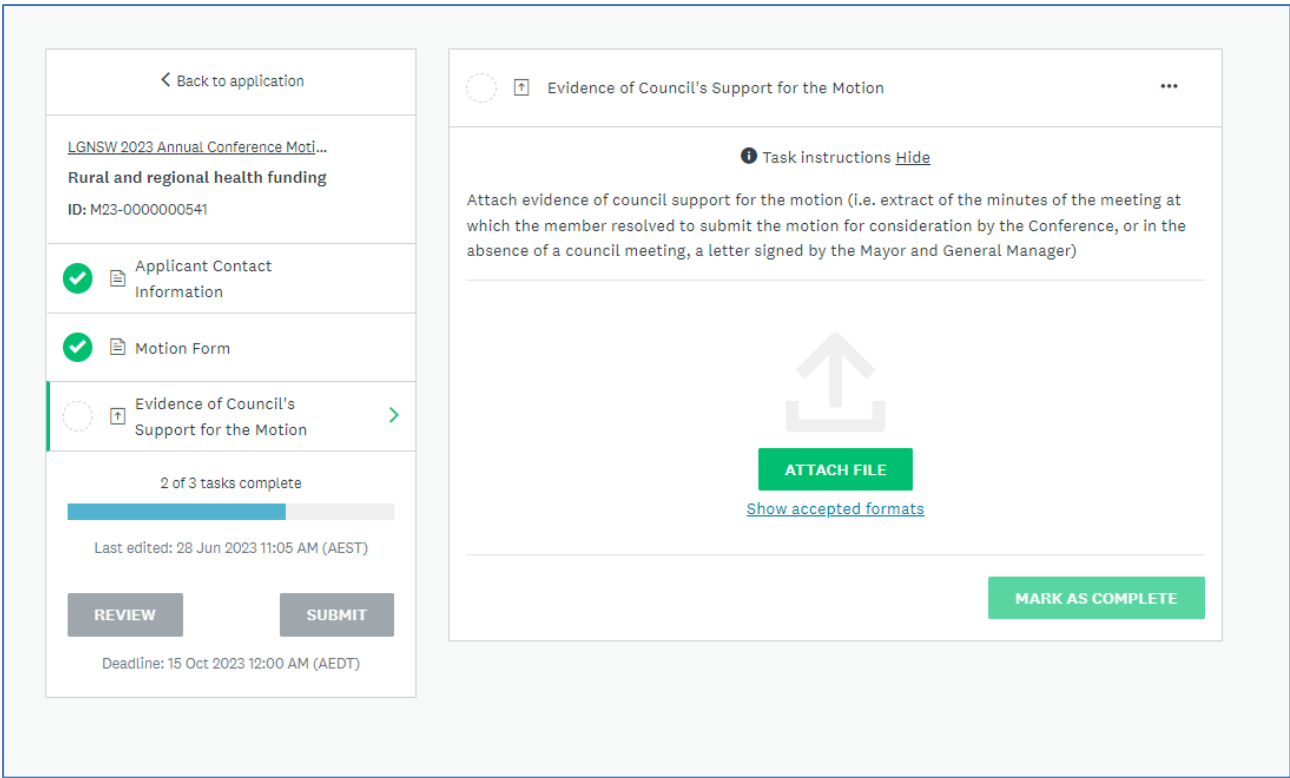 Back to application
LGNSW 2023 Annual Conference Moti...
Rural and regional health funding
ID: M23-0000000541
Applicant Contact
Information
Motion Form
Evidence of Council's
Support for the Motion
2 of 3 tasks complete
Last edited: 28 Jun 2023 11:05 AM (AEST)
REVIEW
SUBMIT
Deadline: 15 Oct 2023 12:00 AM (AEDT)
Evidence of Council's Support for the Motion
Task instructions Hide
Attach evidence of council support for the motion (i.e. extract of the minutes of the meeting at
which the member resolved to submit the motion for consideration by the Conference, or in the
absence of a council meeting, a letter signed by the Mayor and General Manager)
ATTACH FILE
Show accepted formats
MARK AS COMPLETE